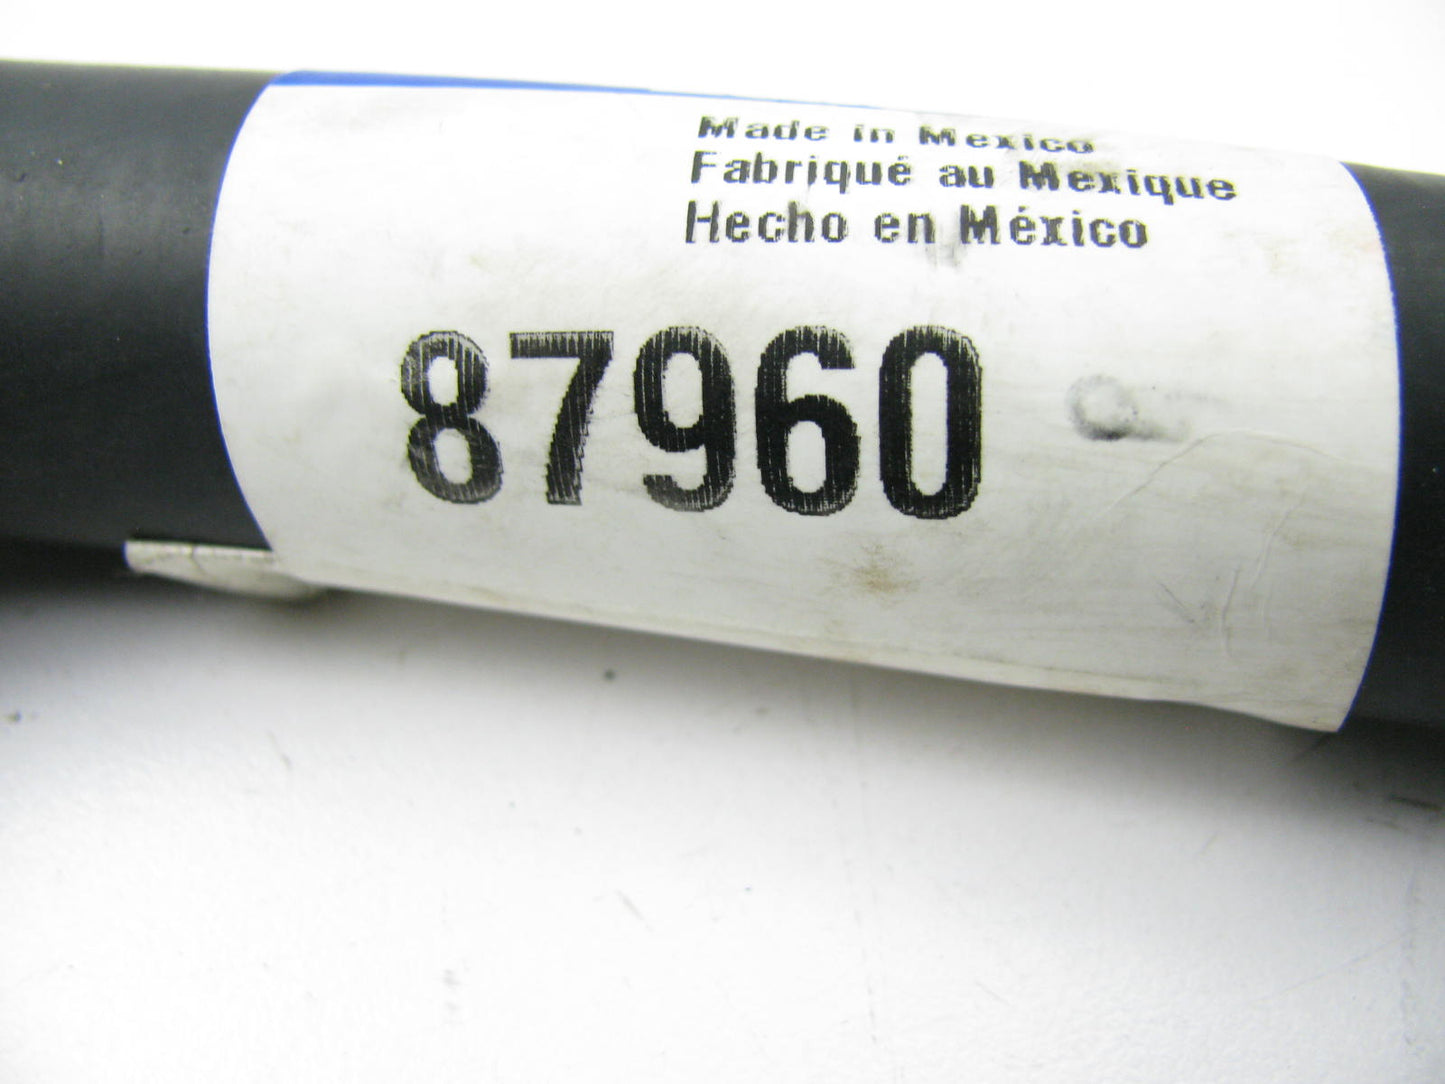 Made in Mexico
Fabriqué au Mexique
Hecho en México
87960